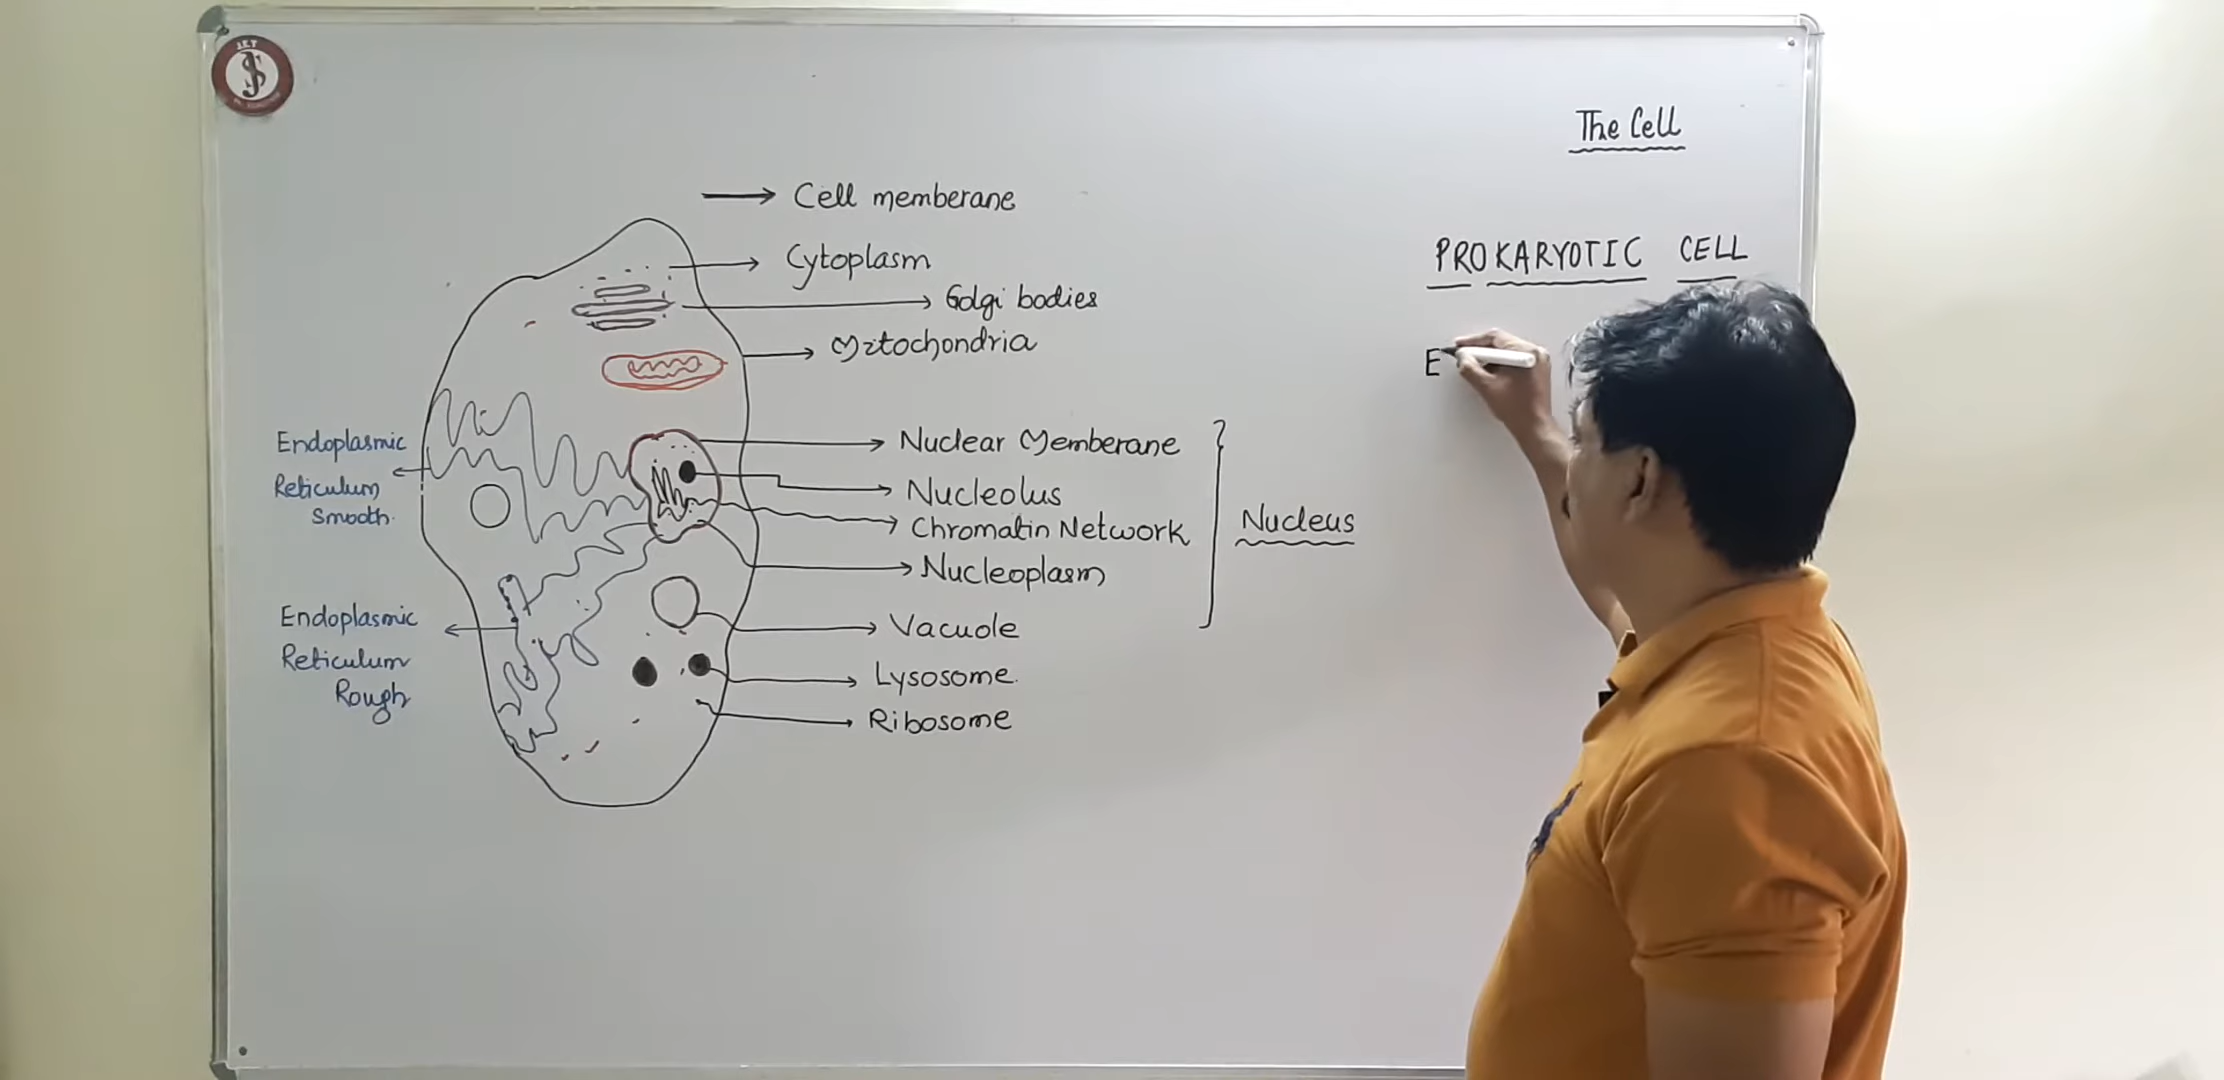 The Cell
Cell memberane
Cytoplasm
Golgi bodies
Mitochondria
Endoplasmic
Reticulum
Smooth
Nuclear Memberane
Nucleolus
Chromatin Network
Nucleoplasm
Nucleus
Endoplasmic
Reticulum
Rough
Vacuole
Lysosome
Ribosome
PROKARYOTIC CELL
E